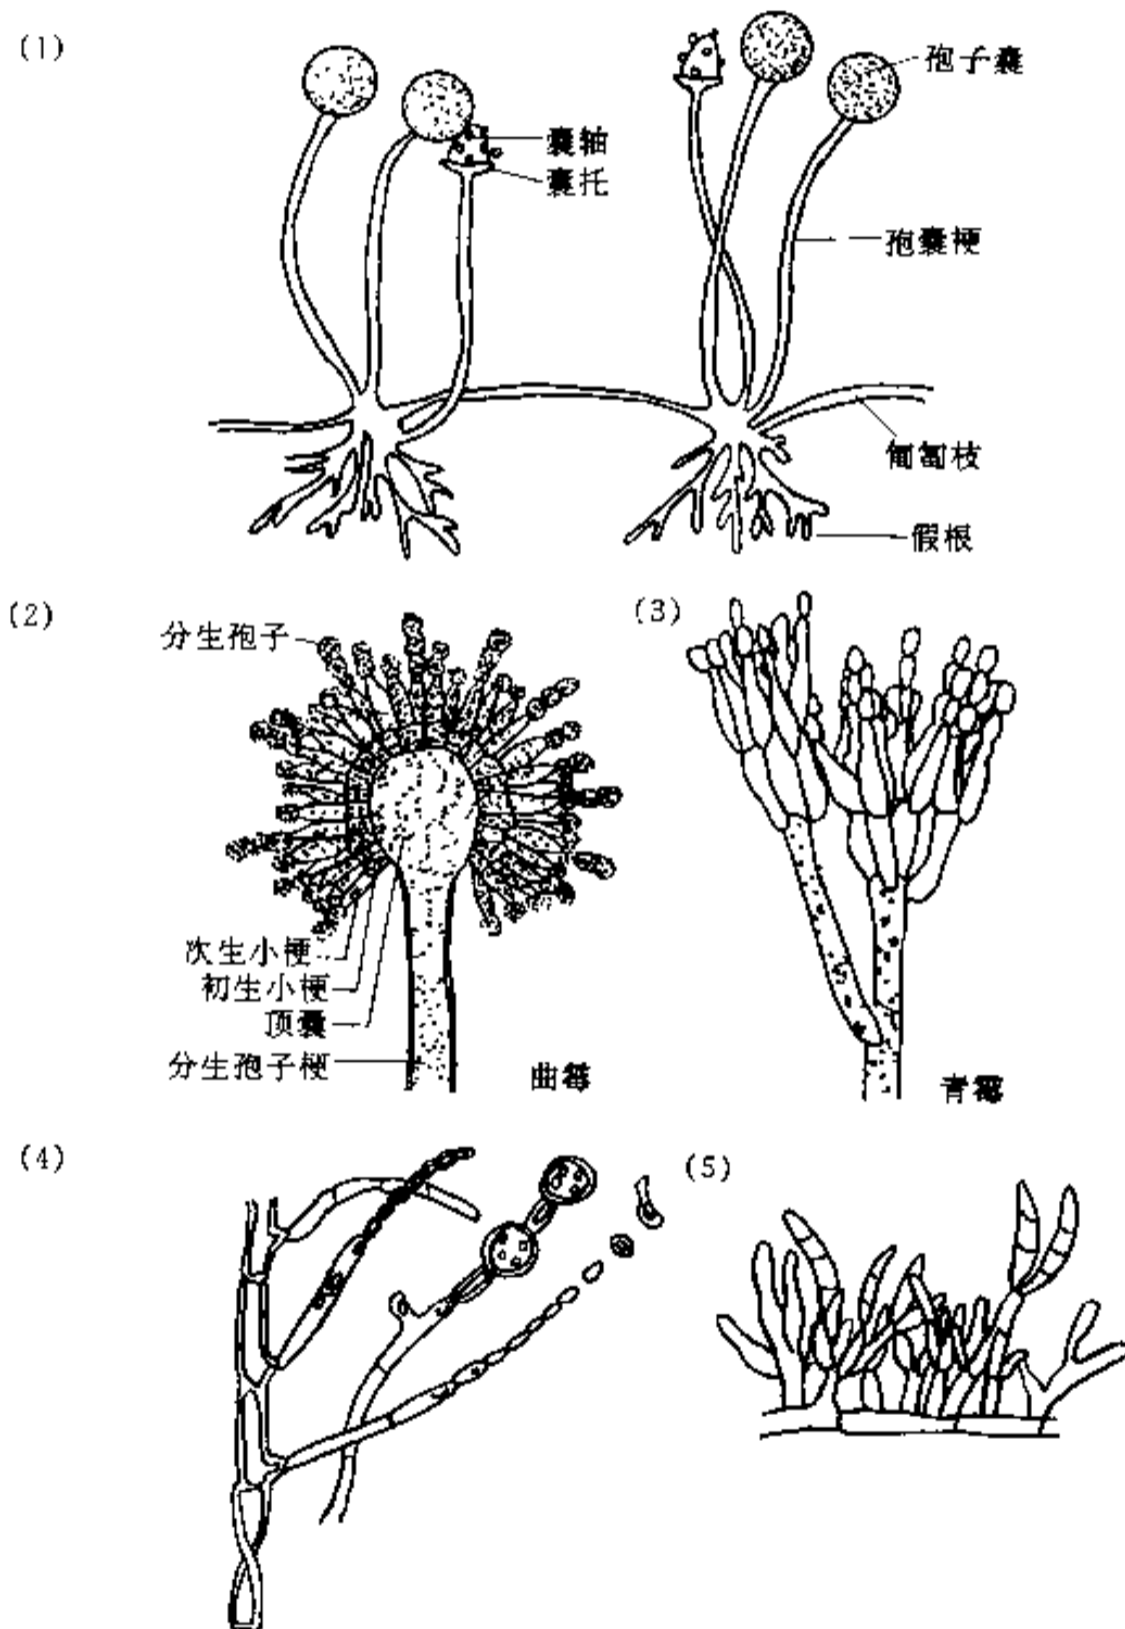 (1)
孢子囊
囊轴
囊托
孢囊梗
匍匐枝
假根
(2)
(3)
分生孢子
次生小梗
初生小梗
顶囊
分生孢子梗
曲霉
青霉
(4)
(5)